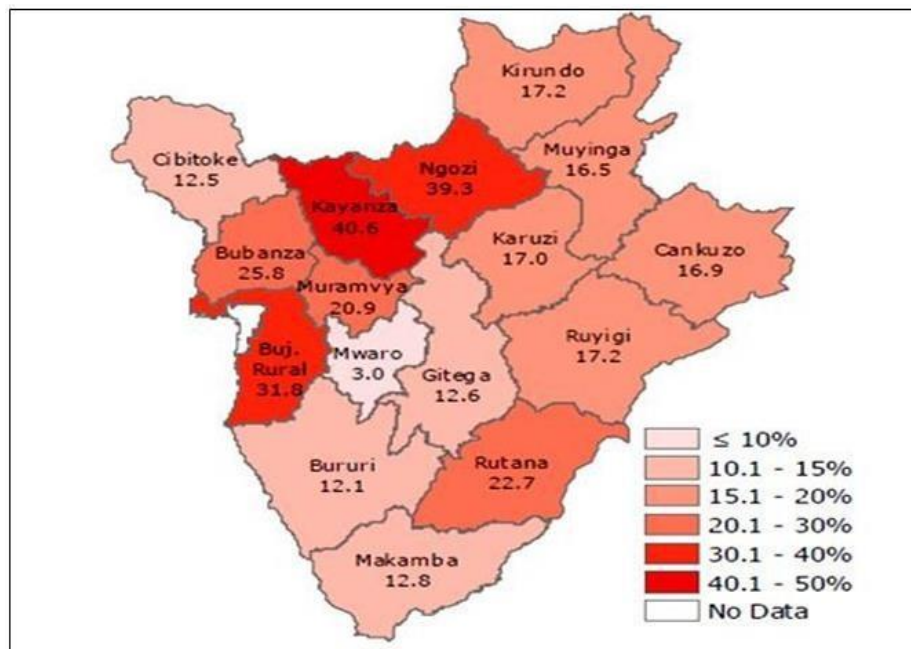 Kirundo
17.2
Cibitoke
12.5
Ngozi
39.3
Muyinga
16.5
Kayanza
40.6
Karuzi
17.0
Cankuzo
16.9
Bubanza
25.8
Muramvya
20.9
Ruyigi
17.2
Buj.
Rural
31.8
Mwaro
3.0
Gitega
12.6
Bururi
12.1
Rutana
22.7
Makamba
12.8
≤ 10%
10.1 - 15%
15.1 - 20%
20.1 - 30%
30.1 - 40%
40.1 - 50%
No Data